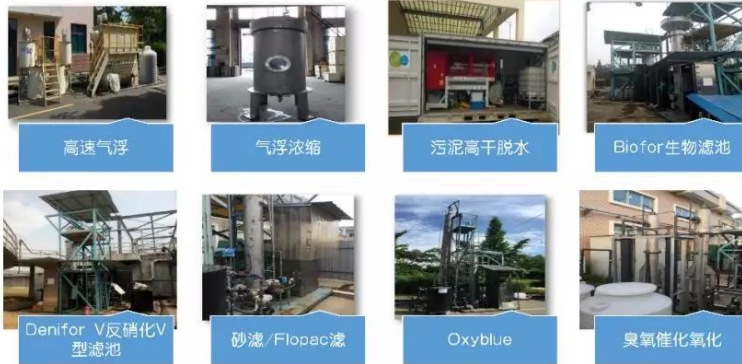 高速气浮
气浮浓缩
污泥高干脱水
Biofor生物滤池
Denifor V反硝化V
型滤池
砂滤/Flopac滤
Oxyblue
臭氧催化氧化